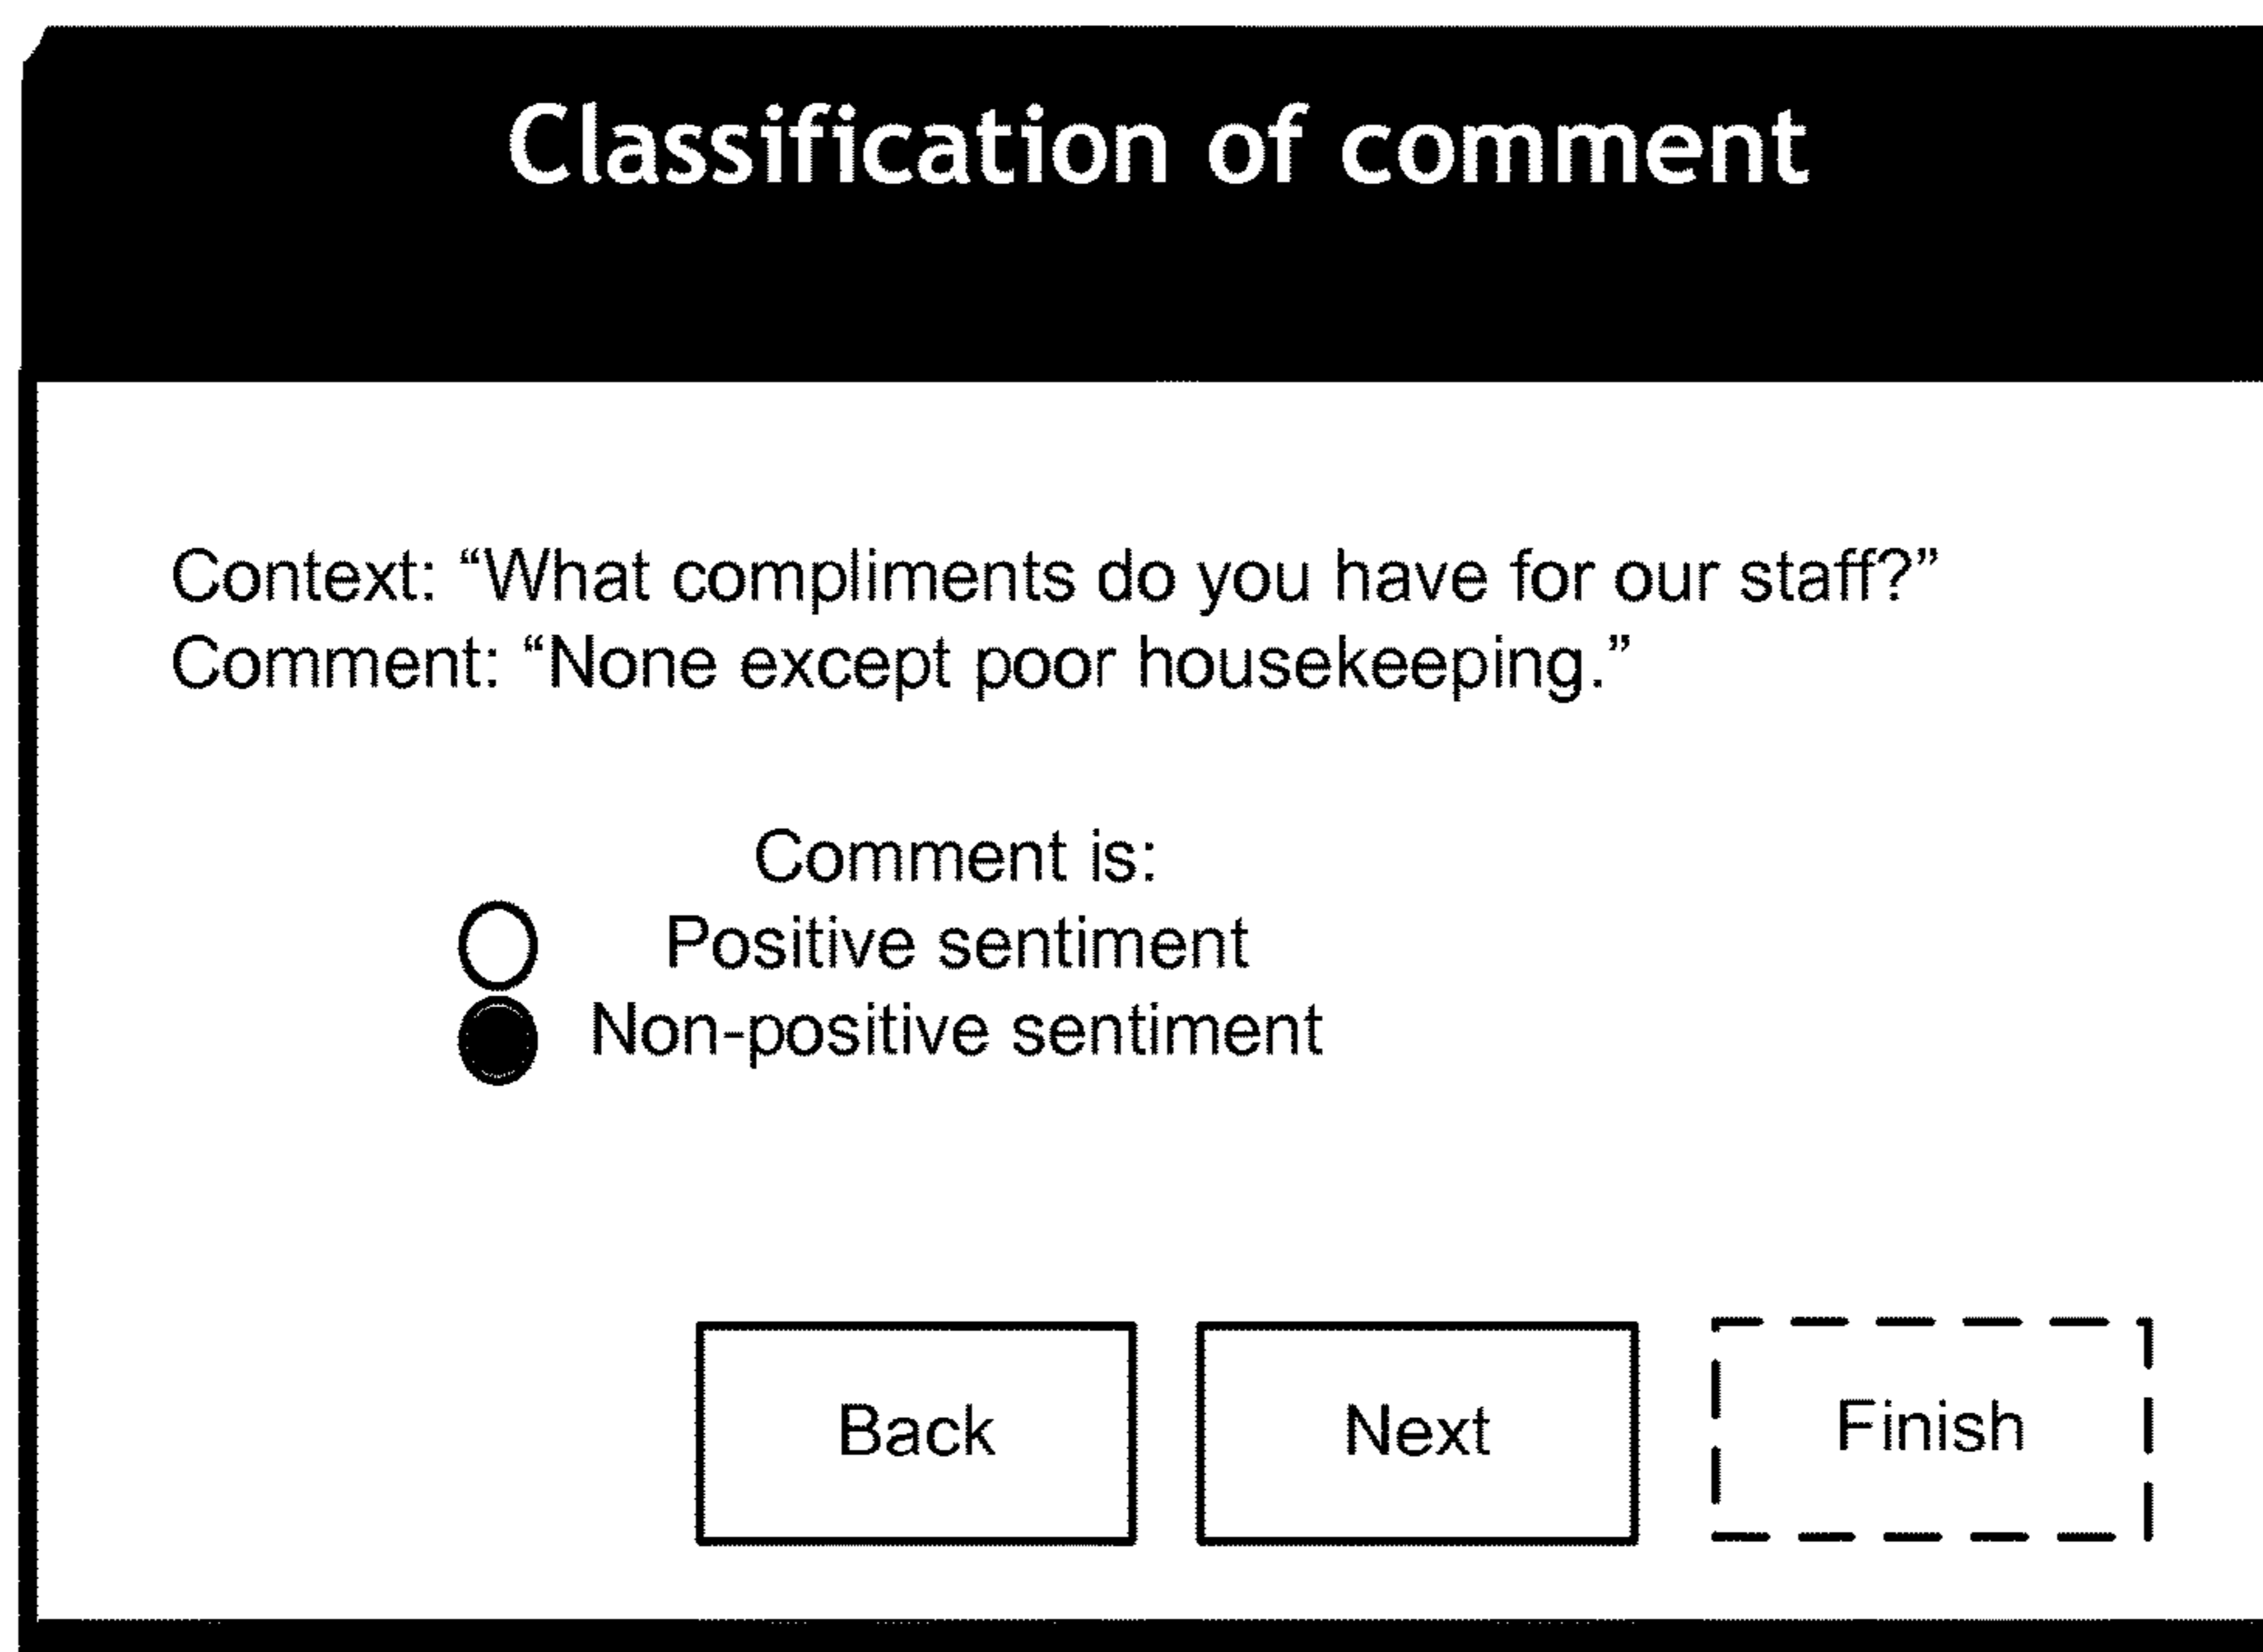 Classification of comment
Context: “What compliments do you have for our staff?”
Comment: “None except poor housekeeping.”
Comment is:
Positive sentiment
Non-positive sentiment
Back
Next
Finish